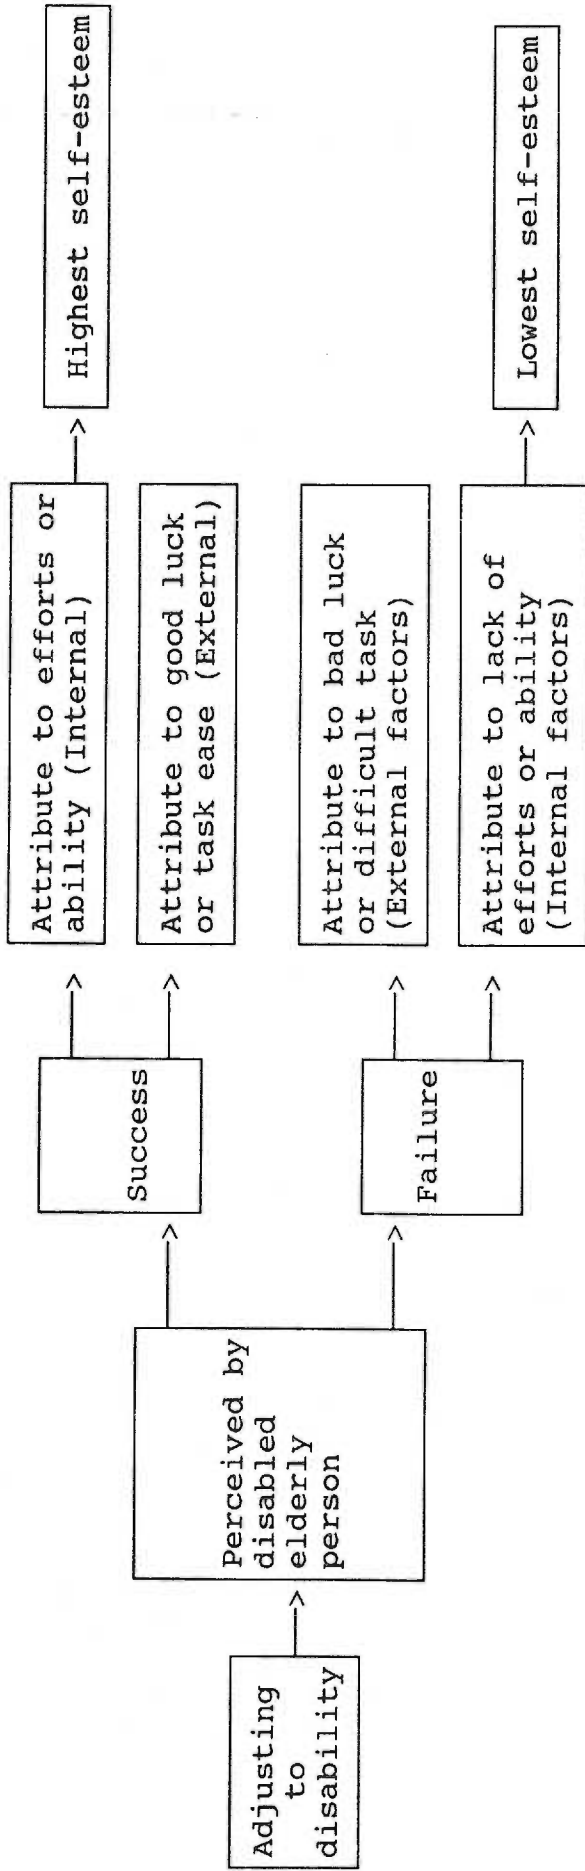 Adjusting
to
disability
Perceived by
disabled
elderly
person
Success
Failure
Attribute to efforts or
ability (Internal)
Attribute to good luck
or task ease (External)
Attribute to bad luck
or difficult task
(External factors)
Attribute to lack of
efforts or ability
(Internal factors)
Highest self-esteem
Lowest self-esteem